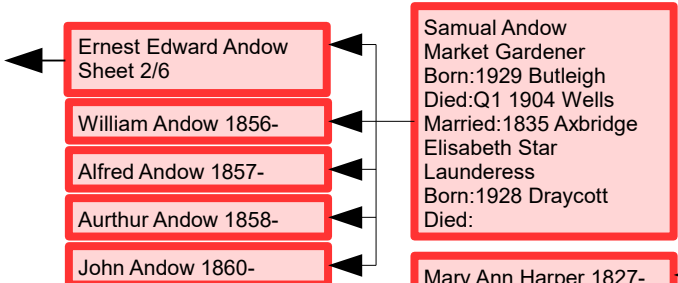 Ernest Edward Andow
Sheet 2/6
William Andow 1856-
Alfred Andow 1857-
Aurthur Andow 1858-
John Andow 1860-
Samual Andow
Market Gardener
Born:1929 Butleigh
Died:Q1 1904 Wells
Married:1835 Axbridge
Elisabeth Star
Launderess
Born:1928 Draycott
Died:
Mary Ann Harper 1827-